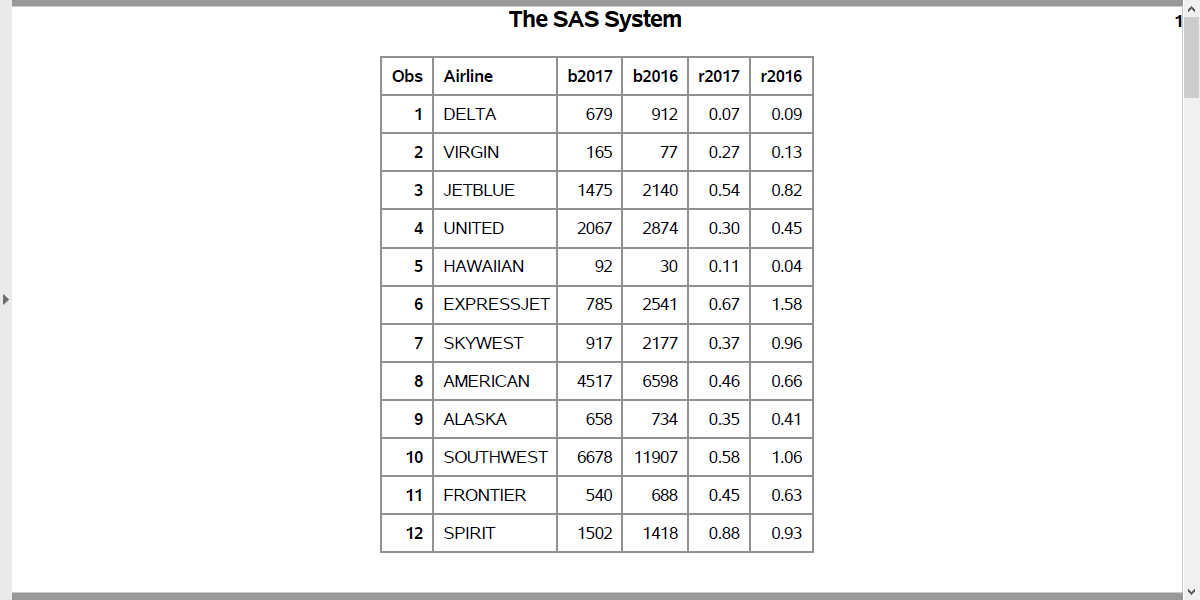 The SAS System
1
Obs Airline b2017 b2016 r2017 r2016
1 DELTA 679 912 0.07 0.09
2 VIRGIN 165 77 0.27 0.13
3 JETBLUE 1475 2140 0.54 0.82
4 UNITED 2067 2874 0.30 0.45
5 HAWAIIAN 92 30 0.11 0.04
6 EXPRESSJET 785 2541 0.67 1.58
7 SKYWEST 917 2177 0.37 0.96
8 AMERICAN 4517 6598 0.46 0.66
9 ALASKA 658 734 0.35 0.41
10 SOUTHWEST 6678 11907 0.58 1.06
11 FRONTIER 540 688 0.45 0.63
12 SPIRIT 1502 1418 0.88 0.93